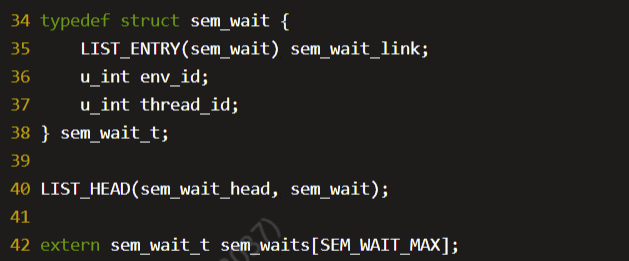 34 typedef struct sem_wait {
35     LIST_ENTRY(sem_wait) sem_wait_link;
36     u_int env_id;
37     u_int thread_id;
38 } sem_wait_t;
39
40 LIST_HEAD(sem_wait_head, sem_wait);
41
42 extern sem_wait_t sem_waits[SEM_WAIT_MAX];